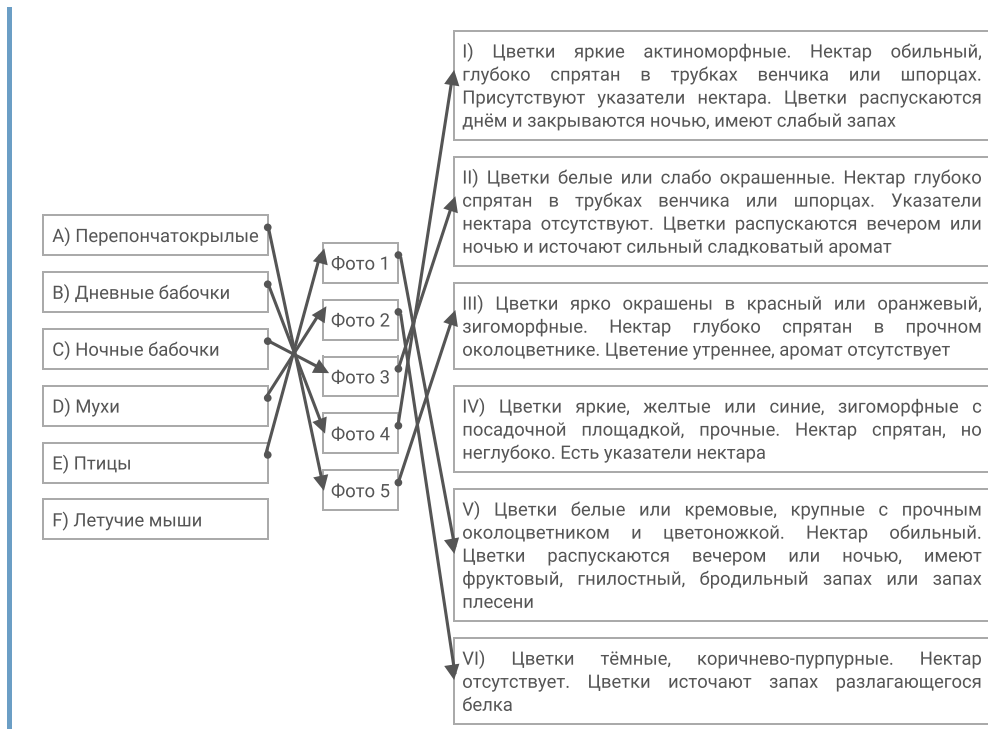 A) Перепончатокрылые
B) Дневные бабочки
C) Ночные бабочки
D) Мухи
E) Птицы
F) Летучие мыши
Фото 1
Фото 2
Фото 3
Фото 4
Фото 5
I) Цветки яркие актиноморфные. Нектар обильный,
глубоко спрятан в трубках венчика или шпорцах.
Присутствуют указатели нектара. Цветки распускаются
днём и закрываются ночью, имеют слабый запах
II) Цветки белые или слабо окрашенные. Нектар глубоко
спрятан в трубках венчика или шпорцах. Указатели
нектара отсутствуют. Цветки распускаются вечером или
ночью и источают сильный сладковатый аромат
III) Цветки ярко окрашены в красный или оранжевый,
зигоморфные. Нектар глубоко спрятан в прочном
околоцветнике. Цветение утреннее, аромат отсутствует
IV) Цветки яркие, желтые или синие, зигоморфные с
посадочной площадкой, прочные. Нектар спрятан, но
неглубоко. Есть указатели нектара
V) Цветки белые или кремовые, крупные с прочным
околоцветником и цветоножкой. Нектар обильный.
Цветки распускаются вечером или ночью, имеют
фруктовый, гнилостный, бродильный запах или запах
плесени
VI) Цветки тёмные, коричнево-пурпурные. Нектар
отсутствует. Цветки источают запах разлагающегося
белка